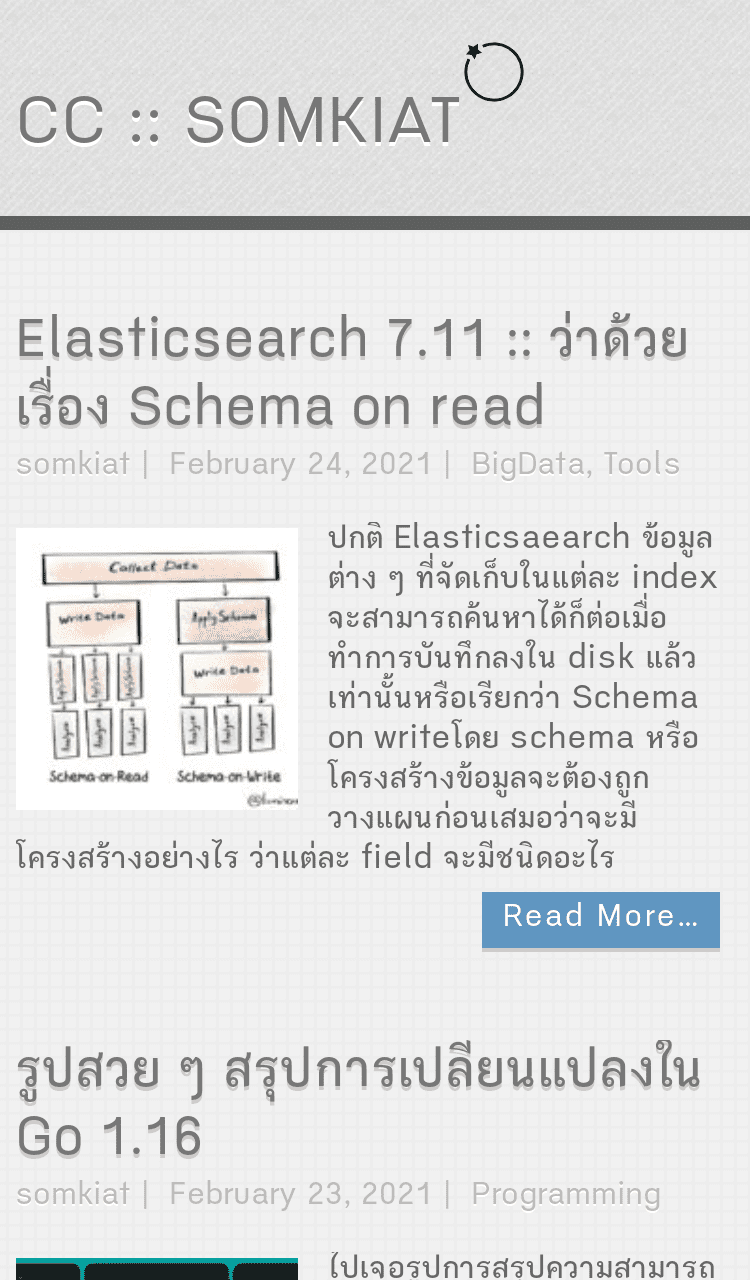 CC :: SOMKIAT
Elasticsearch 7.11 :: ว่าด้วย
เรื่อง Schema on read
somkiat | February 24, 2021 | BigData, Tools
Collect Data
Write Data
Apply Schema
Write Data
Analyze Analyze Analyze
Analyze Analyze Analyze
Schema-on-Read
Schema-on-Write
ปกติ Elasticsaearch ข้อมูล
ต่าง ๆ ที่จัดเก็บในแต่ละ index
จะสามารถค้นหาได้ก็ต่อเมื่อ
ทำการบันทึกลงใน disk แล้ว
เท่านั้นหรือเรียกว่า Schema
on writeโดย schema หรือ
โครงสร้างข้อมูลจะต้องถูก
วางแผนก่อนเสมอว่าจะมี
โครงสร้างอย่างไร ว่าแต่ละ field จะมีชนิดอะไร
Read More…
รูปสวย ๆ สรุปการเปลียนแปลงใน
Go 1.16
somkiat | February 23, 2021 | Programming
ไปเจอรูปการสรุปความสามารถ